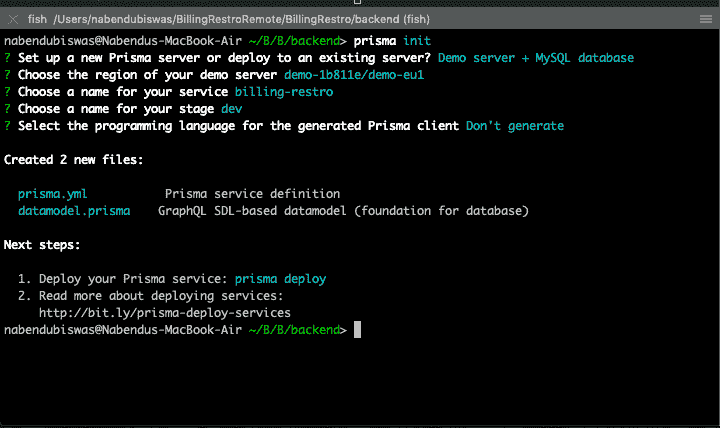 fish /Users/nabendubiswas/BillingRestroRemote/BillingRestro/backend (fish)
nabendubiswas@Nabendus-MacBook-Air ~/B/B/backend> prisma init
? Set up a new Prisma server or deploy to an existing server? Demo server + MySQL database
? Choose the region of your demo server demo-1b811e/demo-eu1
? Choose a name for your service billing-restro
? Choose a name for your stage dev
? Select the programming language for the generated Prisma client Don't generate
Created 2 new files:
prisma.yml Prisma service definition
datamodel.prisma GraphQL SDL-based datamodel (foundation for database)
Next steps:
1. Deploy your Prisma service: prisma deploy
2. Read more about deploying services:
http://bit.ly/prisma-deploy-services
nabendubiswas@Nabendus-MacBook-Air ~/B/B/backend>